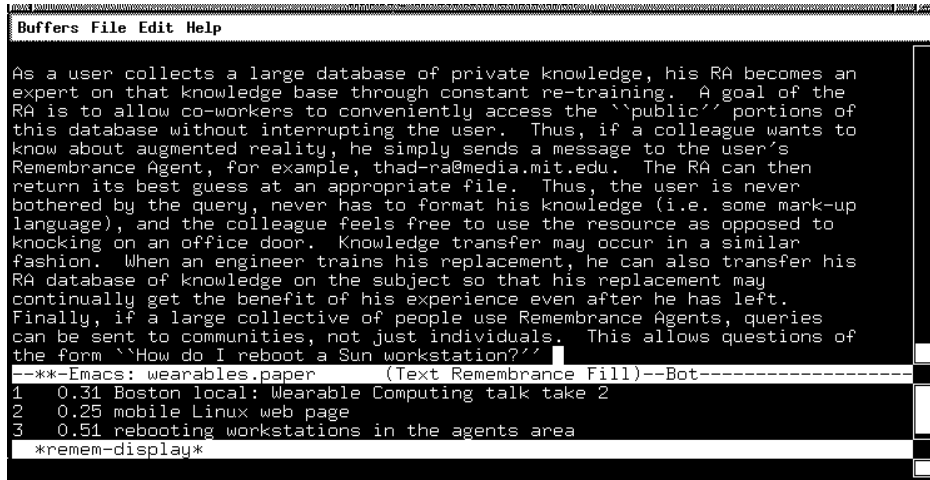 Buffers File Edit Help
As a user collects a large database of private knowledge, his RA becomes an
expert on that knowledge base through constant re-training.  A goal of the
RA is to allow co-workers to conveniently access the ``public'' portions of
this database without interrupting the user.  Thus, if a colleague wants to
know about augmented reality, he simply sends a message to the user's
Remembrance Agent, for example, thad-ra@media.mit.edu.  The RA can then
return its best guess at an appropriate file.  Thus, the user is never
bothered by the query, never has to format his knowledge (i.e. some mark-up
language), and the colleague feels free to use the resource as opposed to
knocking on an office door.  Knowledge transfer may occur in a similar
fashion.  When an engineer trains his replacement, he can also transfer his
RA database of knowledge on the subject so that his replacement may
continually get the benefit of his experience even after he has left.
Finally, if a large collective of people use Remembrance Agents, queries
can be sent to communities, not just individuals.  This allows questions of
the form ``How do I reboot a Sun workstation?''
--**-Emacs: wearables.paper      (Text Remembrance Fill)--Bot-------------------
1   0.31 Boston local: Wearable Computing talk take 2
2   0.25 mobile Linux web page
3   0.51 rebooting workstations in the agents area
*remem-display*